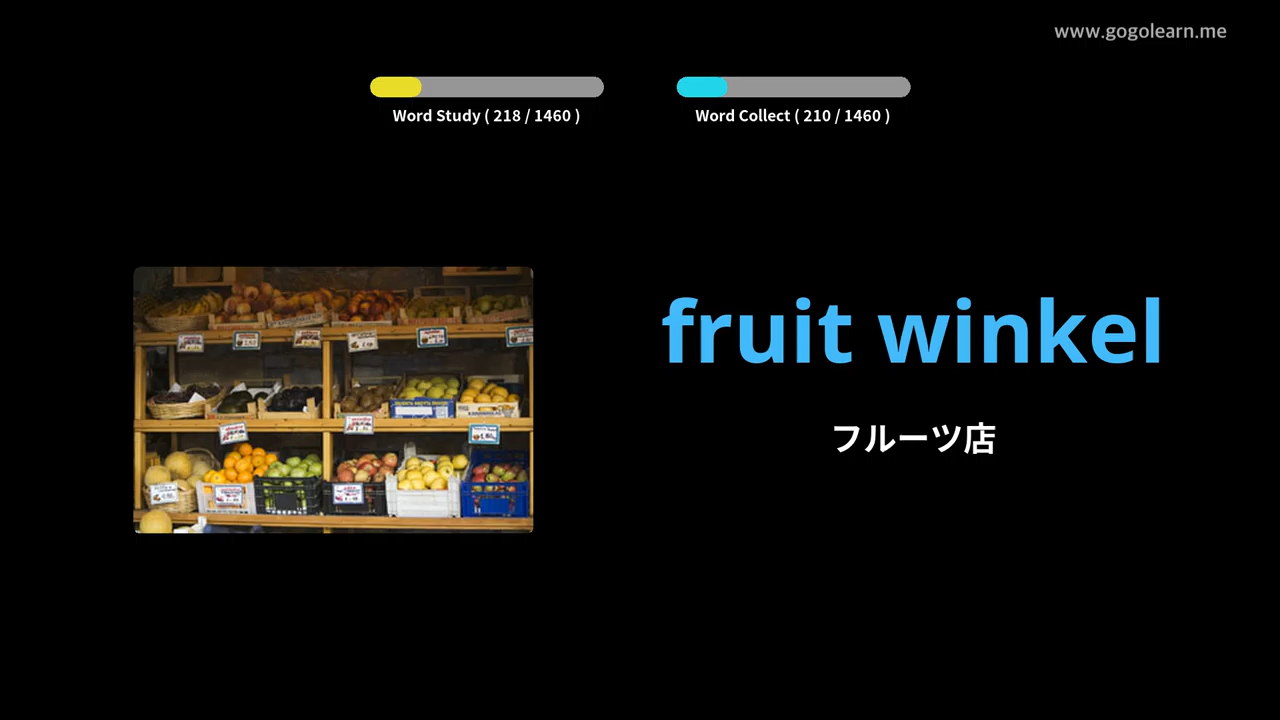 www.gogolearn.me
Word Study ( 218 / 1460 )
Word Collect ( 210 / 1460 )
fruit winkel
フルーツ店